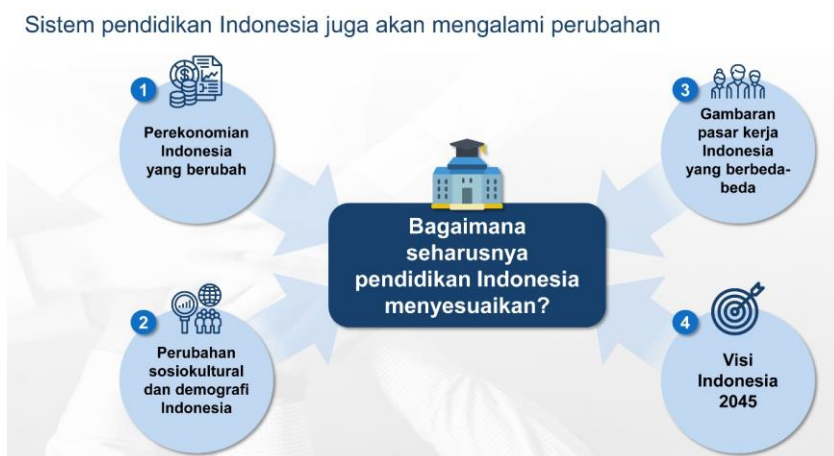 Sistem pendidikan Indonesia juga akan mengalami perubahan
1
Perekonomian
Indonesia
yang berubah
2
Perubahan
sosiokultural
dan demografi
Indonesia
Bagaimana
seharusnya
pendidikan Indonesia
menyesuaikan?
3
Gambaran
pasar kerja
Indonesia
yang berbeda-
beda
4
Visi
Indonesia
2045